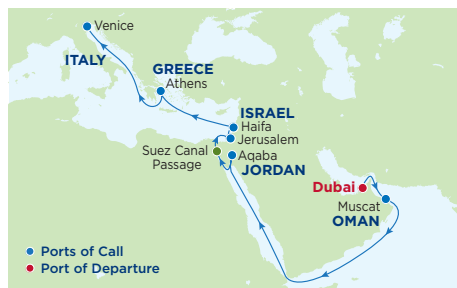 Venice
ITALY
GREECE
Athens
ISRAEL
Haifa
Jerusalem
Suez Canal
Passage
Aqaba
JORDAN
Dubai
Muscat
OMAN
Ports of Call
Port of Departure